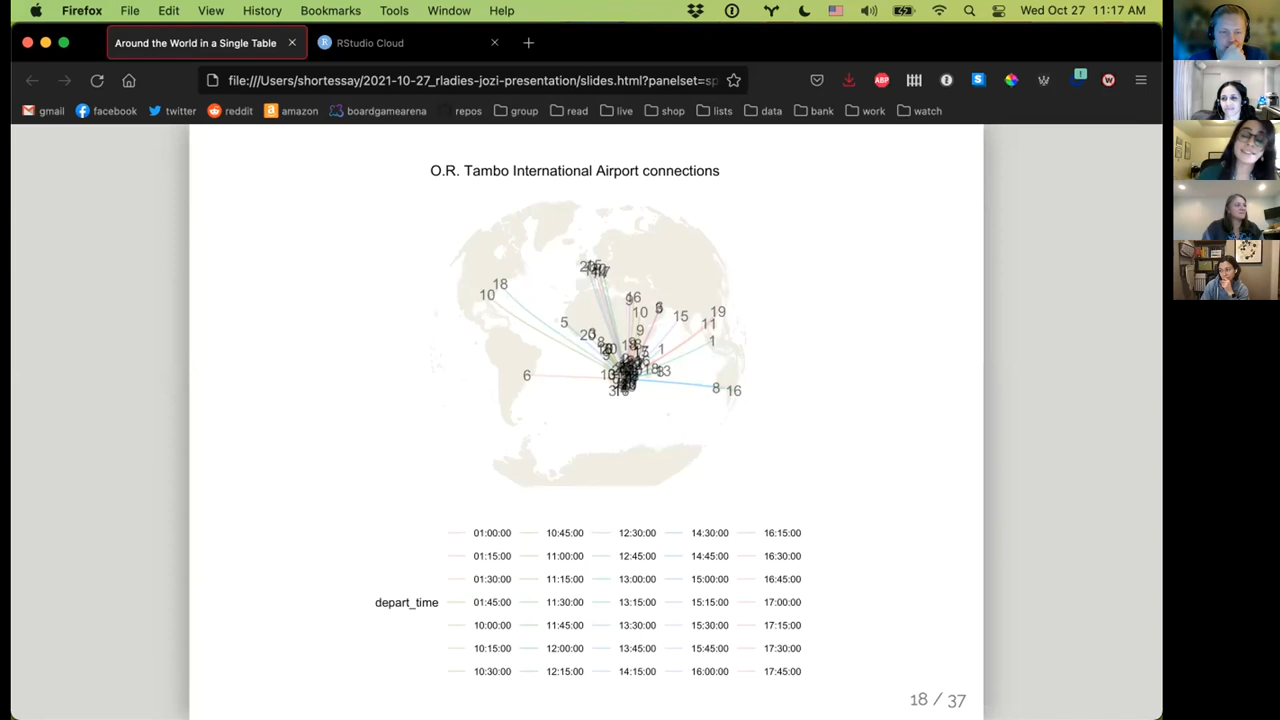 Firefox File Edit View History Bookmarks Tools Window Help Wed Oct 27 11:17 AM
Around the World in a Single Table RStudio Cloud
file:///Users/shortessay/2021-10-27_rladies-jozi-presentation/slides.html?panelset=sp
gmail facebook twitter reddit amazon boardgamearena repos group read live shop lists data bank work watch
O.R. Tambo International Airport connections
18
10
16
10
6
15
19
5
9
11
1
1
6
8 16
01:00:00 10:45:00 12:30:00 14:30:00 16:15:00
01:15:00 11:00:00 12:45:00 14:45:00 16:30:00
01:30:00 11:15:00 13:00:00 15:00:00 16:45:00
depart_time 01:45:00 11:30:00 13:15:00 15:15:00 17:00:00
10:00:00 11:45:00 13:30:00 15:30:00 17:15:00
10:15:00 12:00:00 13:45:00 15:45:00 17:30:00
10:30:00 12:15:00 14:15:00 16:00:00 17:45:00
18 / 37